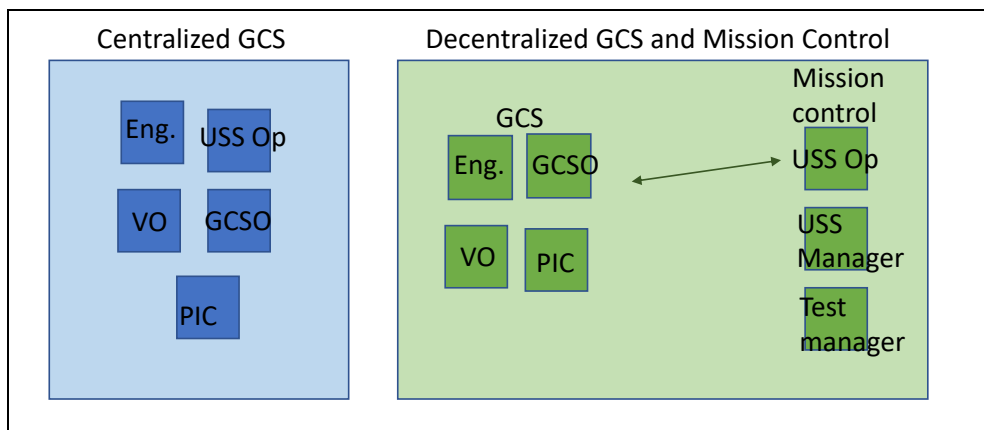 Centralized GCS
Eng.
USS Op
VO
GCSO
PIC
Decentralized GCS and Mission Control
GCS
Eng.
GCSO
VO
PIC
Mission
control
USS Op
USS
Manager
Test
manager